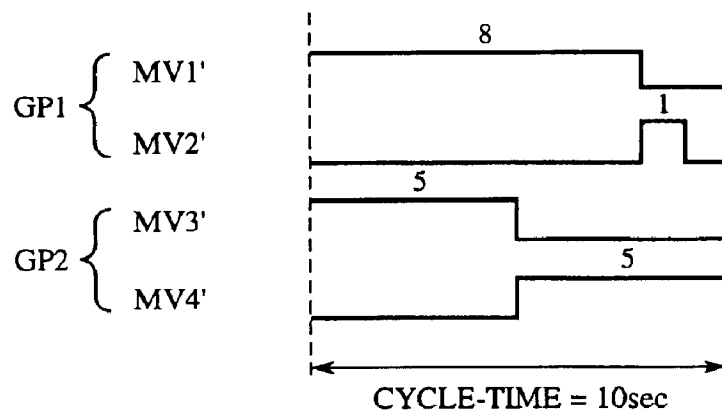 8
MV1'
GP1
1
MV2'
5
MV3'
GP2
5
MV4'
CYCLE-TIME = 10sec